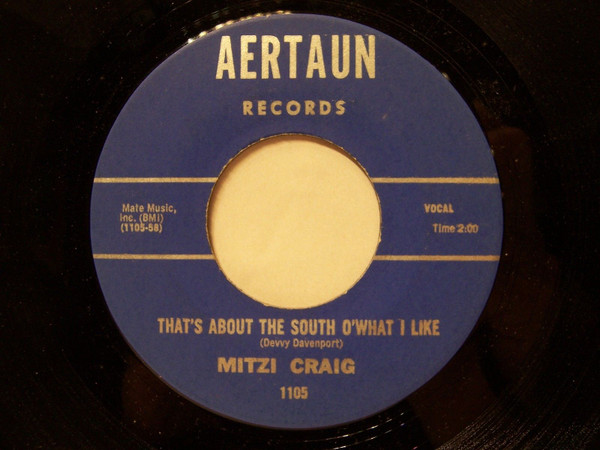 AERTAUN
RECORDS
Mate Music,
Inc. (BMI)
(1105-58)
VOCAL
Time 2:00
THAT'S ABOUT THE SOUTH O'WHAT I LIKE
(Devvy Davenport)
MITZI CRAIG
1105